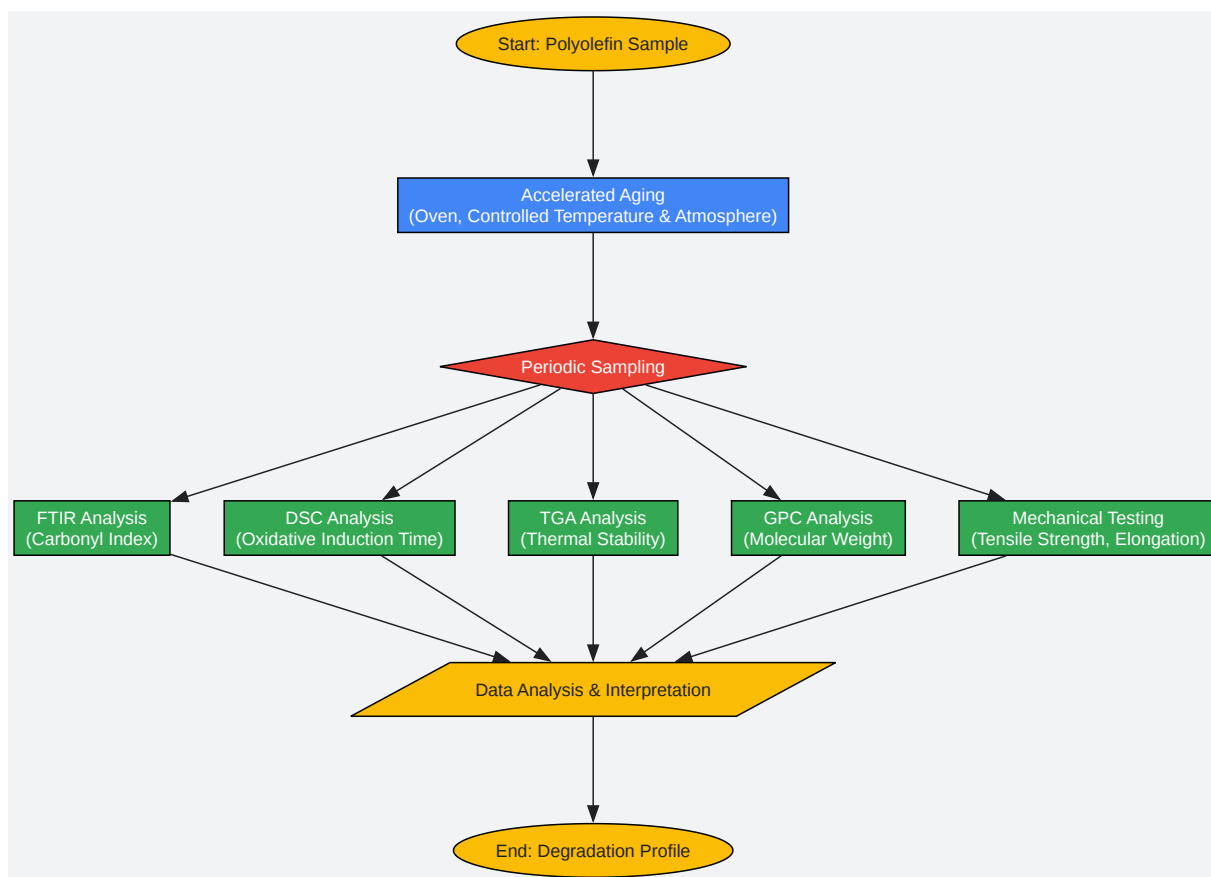 Start: Polyolefin Sample
Accelerated Aging
(Oven, Controlled Temperature & Atmosphere)
Periodic Sampling
FTIR Analysis
(Carbonyl Index)
DSC Analysis
(Oxidative Induction Time)
TGA Analysis
(Thermal Stability)
GPC Analysis
(Molecular Weight)
Mechanical Testing
(Tensile Strength, Elongation)
Data Analysis & Interpretation
End: Degradation Profile